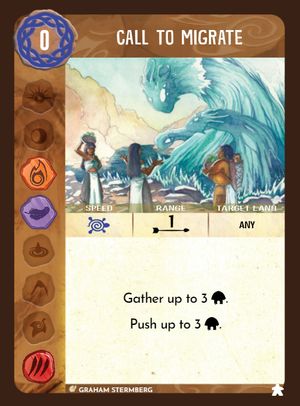 0
CALL TO MIGRATE
SPEED
RANGE
TARGET LAND
1
ANY
Gather up to 3 .
Push up to 3 .
GRAHAM STERMBERG